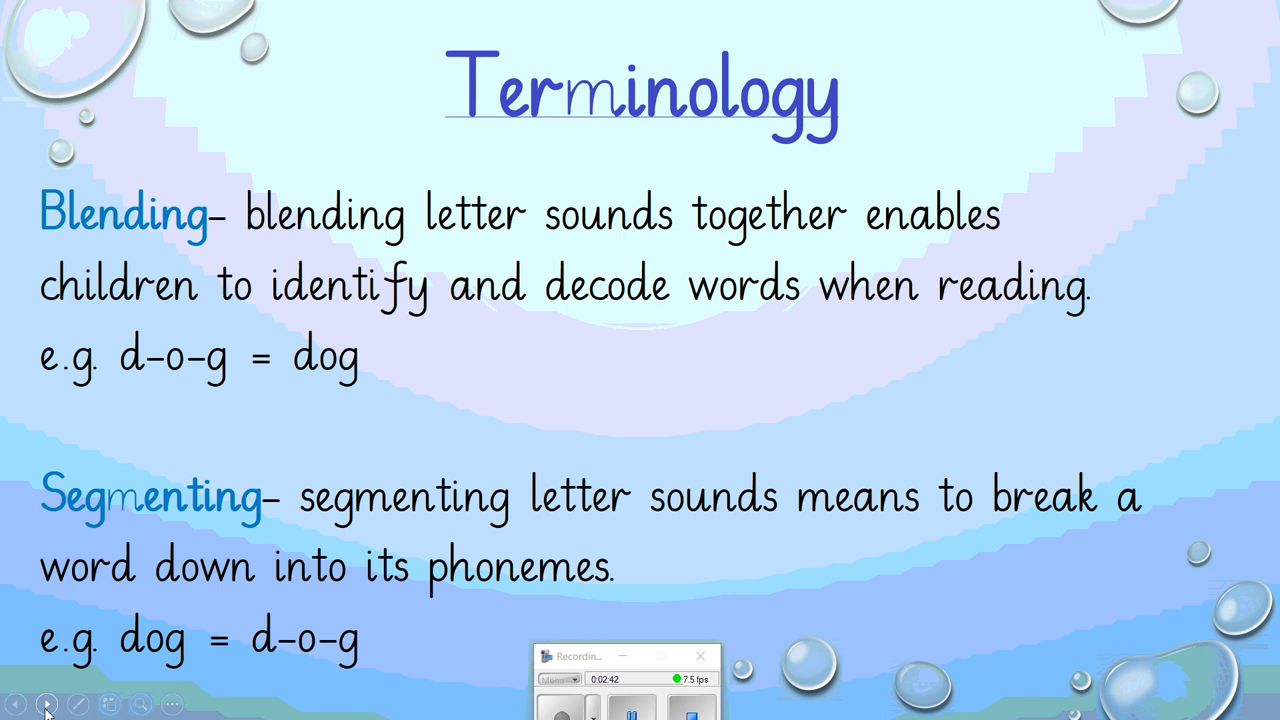 Terminology
Blending– blending letter sounds together enables
children to identify and decode words when reading.
e.g. d–o–g = dog
Segmenting– segmenting letter sounds means to break a
word down into its phonemes.
e.g. dog = d–o–g
Recordin...
Menu
0:02:42
7.5 fps